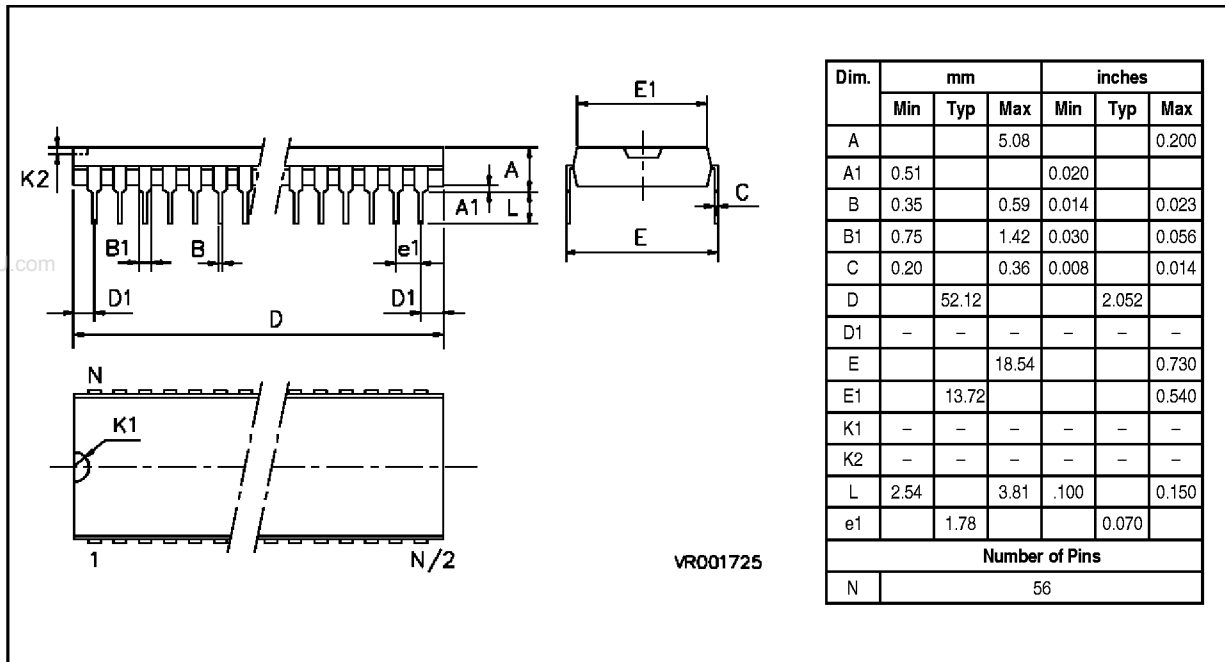 E1
K2
A
A1
L
C
B1
B
e1
E
D1
D1
D
N
K1
1
N/2
VR001725
.com
Dim. mm inches
Min Typ Max Min Typ Max
A 5.08 0.200
A1 0.51 0.020
B 0.35 0.59 0.014 0.023
B1 0.75 1.42 0.030 0.056
C 0.20 0.36 0.008 0.014
D 52.12 2.052
D1 – – – – – –
E 18.54 0.730
E1 13.72 0.540
K1 – – – – – –
K2 – – – – – –
L 2.54 3.81 .100 0.150
e1 1.78 0.070
Number of Pins
N 56